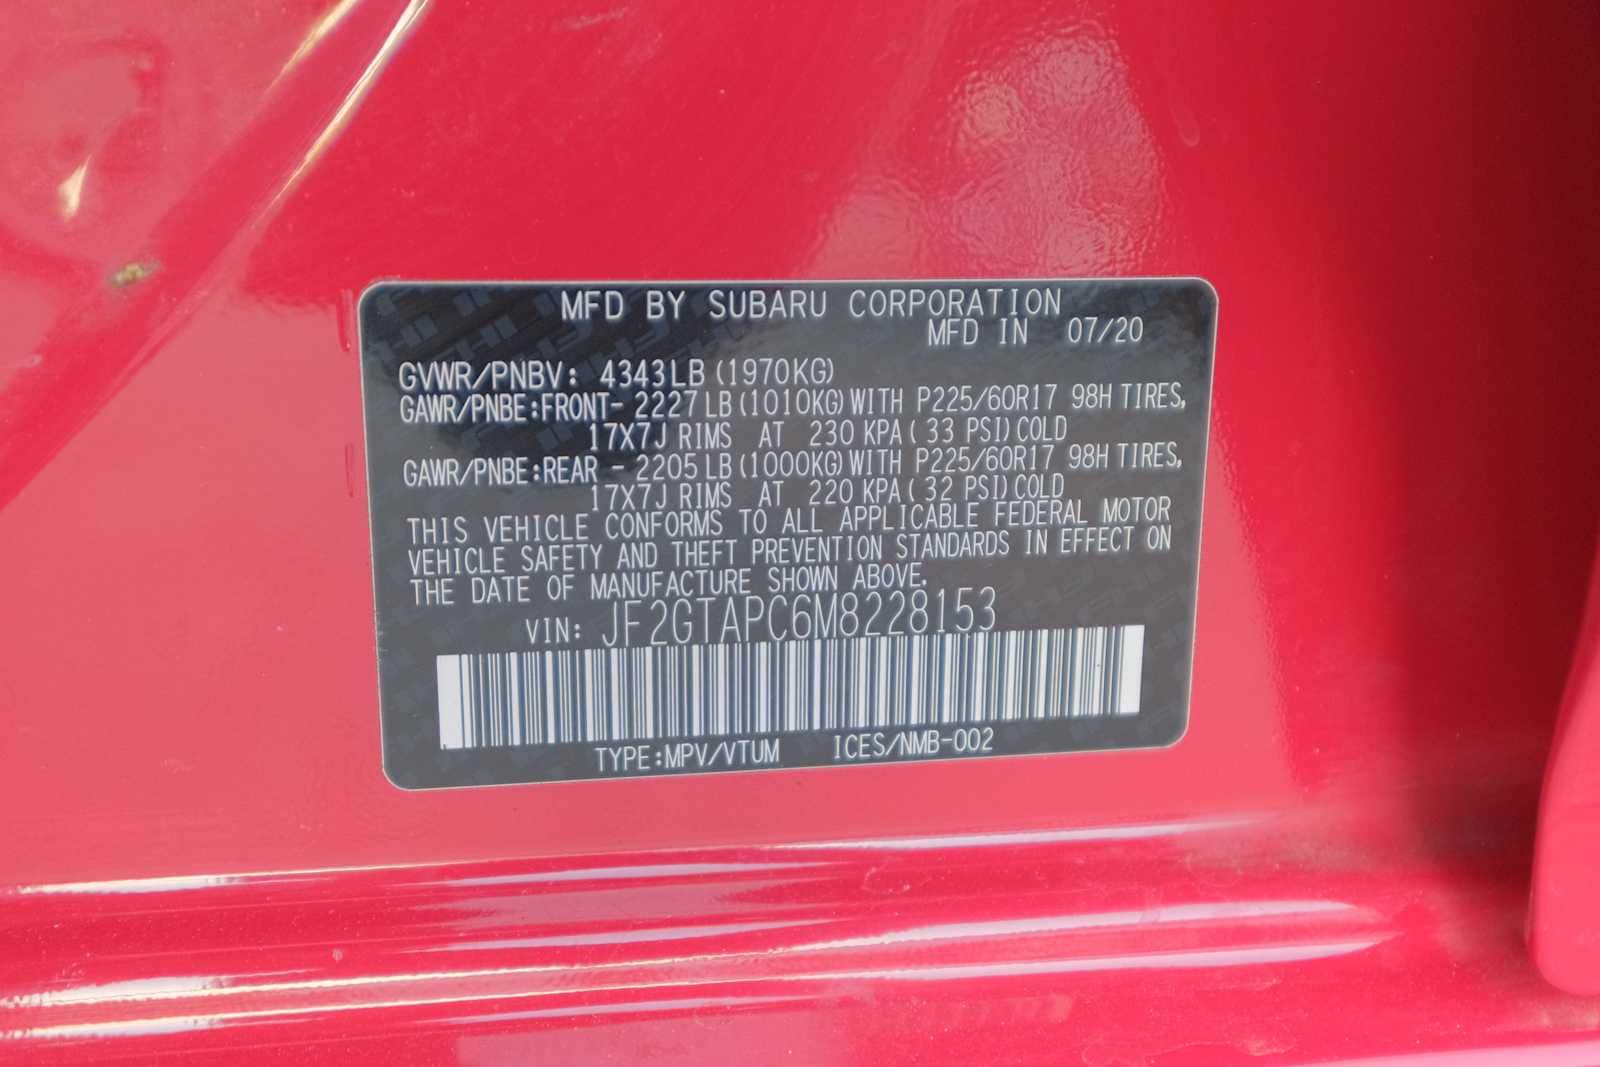 MFD BY SUBARU CORPORATION
MFD IN 07/20
GVWR/PNBV: 4343LB (1970KG)
GAWR/PNBE:FRONT- 2227LB (1010KG) WITH P225/60R17 98H TIRES,
17X7J RIMS AT 230 KPA ( 33 PSI) COLD
GAWR/PNBE:REAR - 2205LB (1000KG) WITH P225/60R17 98H TIRES,
17X7J RIMS AT 220 KPA ( 32 PSI) COLD
THIS VEHICLE CONFORMS TO ALL APPLICABLE FEDERAL MOTOR
VEHICLE SAFETY AND THEFT PREVENTION STANDARDS IN EFFECT ON
THE DATE OF MANUFACTURE SHOWN ABOVE.
VIN: JF2GTAPC6M8228153
TYPE:MPV/VTUM ICES/NMB-002